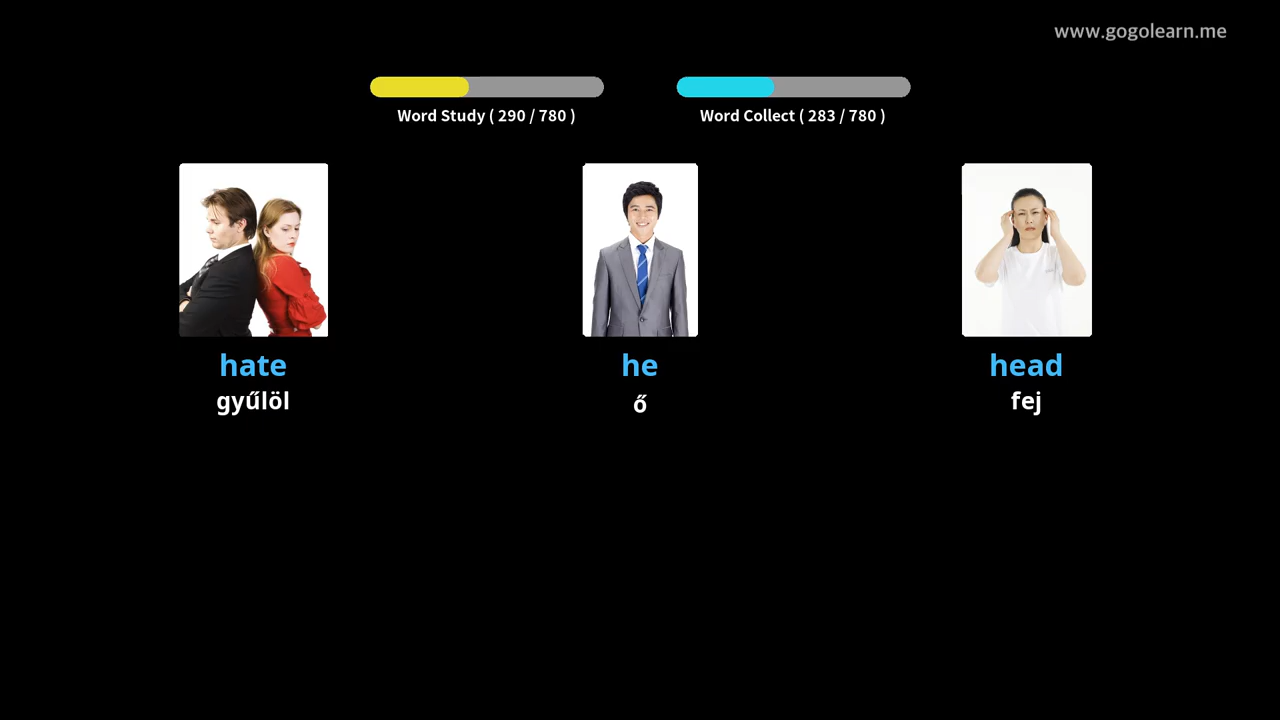 www.gogolearn.me
Word Study ( 290 / 780 )
Word Collect ( 283 / 780 )
hate
gyűlöl
he
ő
head
fej